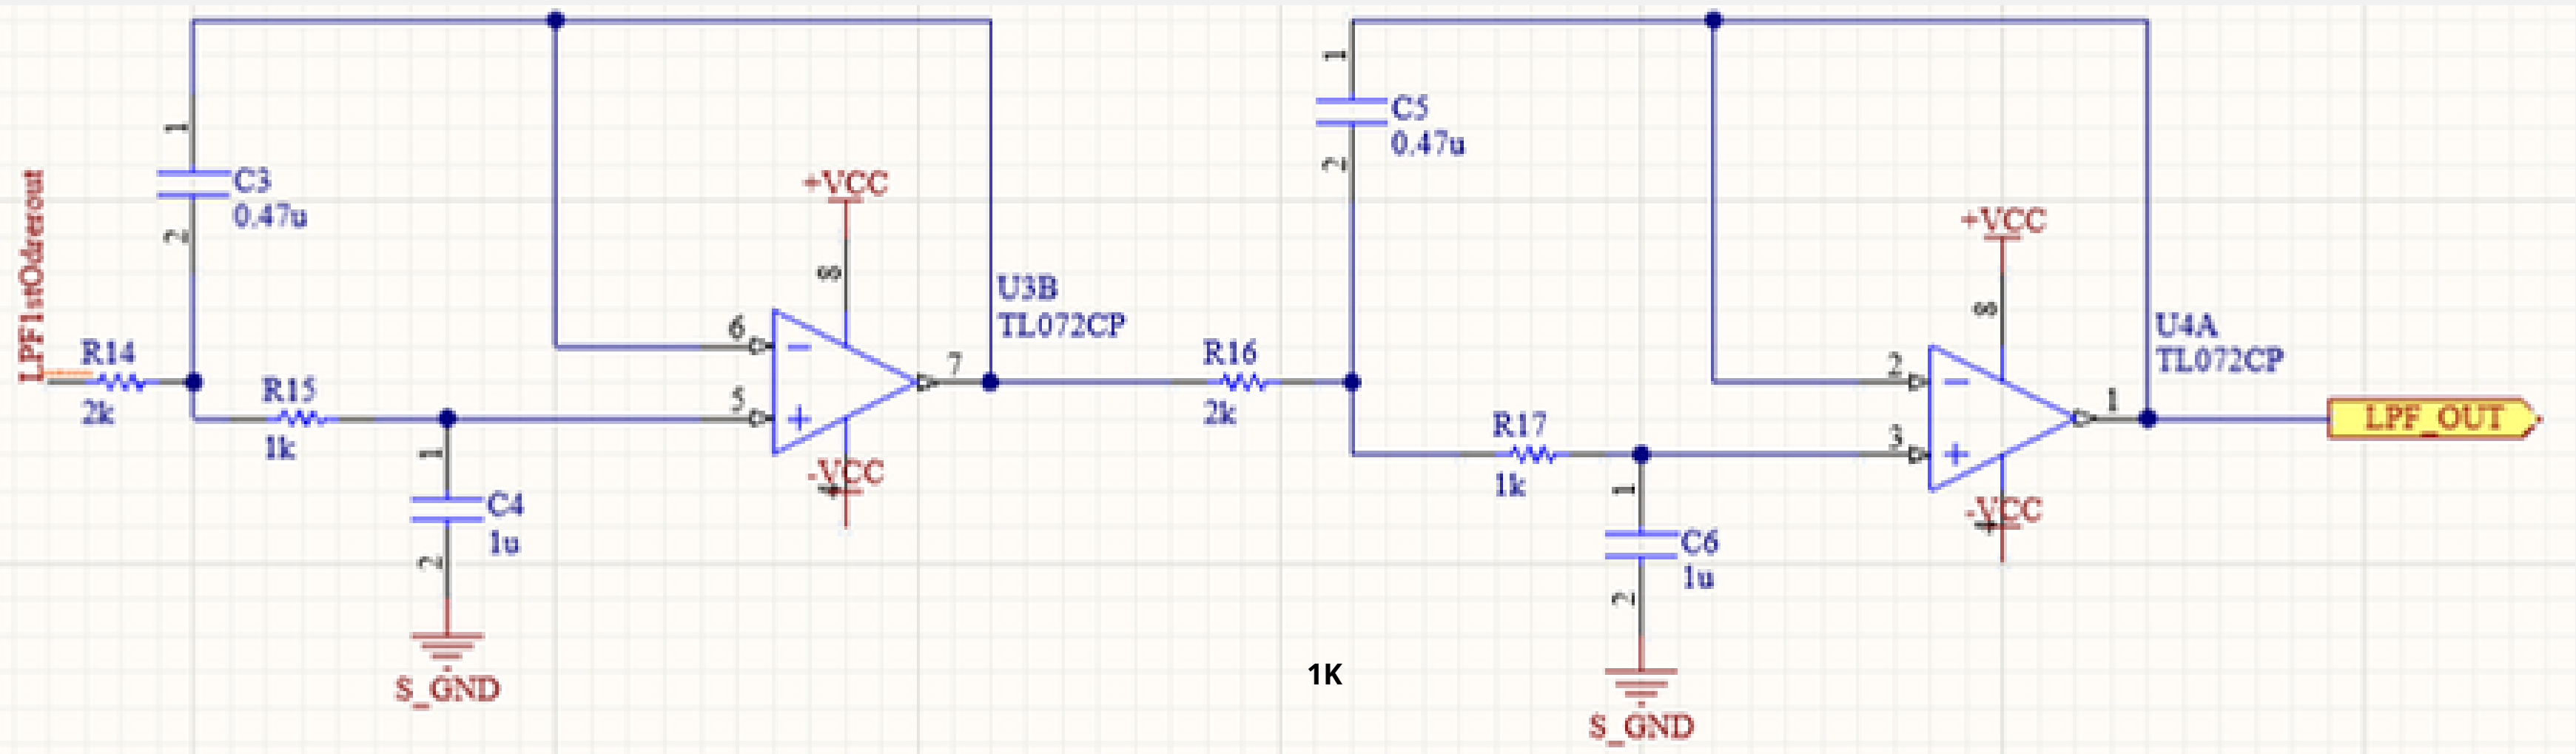 LPF1stOdrerout
R14
2k
1
2
C3
0.47u
R15
1k
1
2
C4
1u
S_GND
+VCC
8
6
5
7
-VCC
U3B
TL072CP
R16
2k
1
2
C5
0.47u
R17
1k
1
2
C6
1u
S_GND
1K
+VCC
8
2
3
1
-VCC
U4A
TL072CP
LPF_OUT